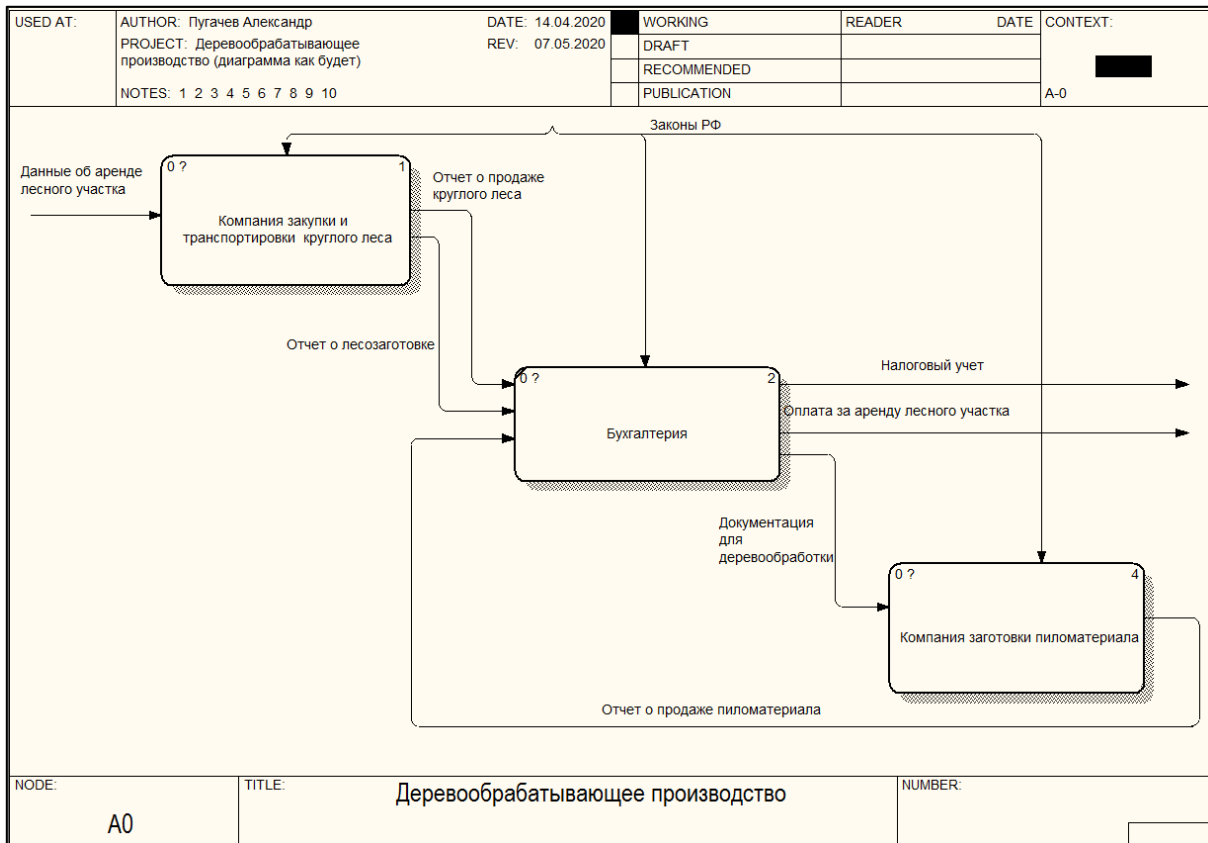 USED AT:
AUTHOR: Пугачев Александр
DATE: 14.04.2020
PROJECT: Деревообрабатывающее
производство (диаграмма как будет)
REV: 07.05.2020
NOTES: 1 2 3 4 5 6 7 8 9 10
WORKING
DRAFT
RECOMMENDED
PUBLICATION
READER
DATE
CONTEXT:
A-0
Законы РФ
Данные об аренде
лесного участка
0 ?
1
Компания закупки и
транспортировки круглого леса
Отчет о продаже
круглого леса
Отчет о лесозаготовке
0 ?
2
Бухгалтерия
Налоговый учет
Оплата за аренду лесного участка
Документация
для
деревообработки
0 ?
4
Компания заготовки пиломатериала
Отчет о продаже пиломатериала
NODE:
A0
TITLE:
Деревообрабатывающее производство
NUMBER: